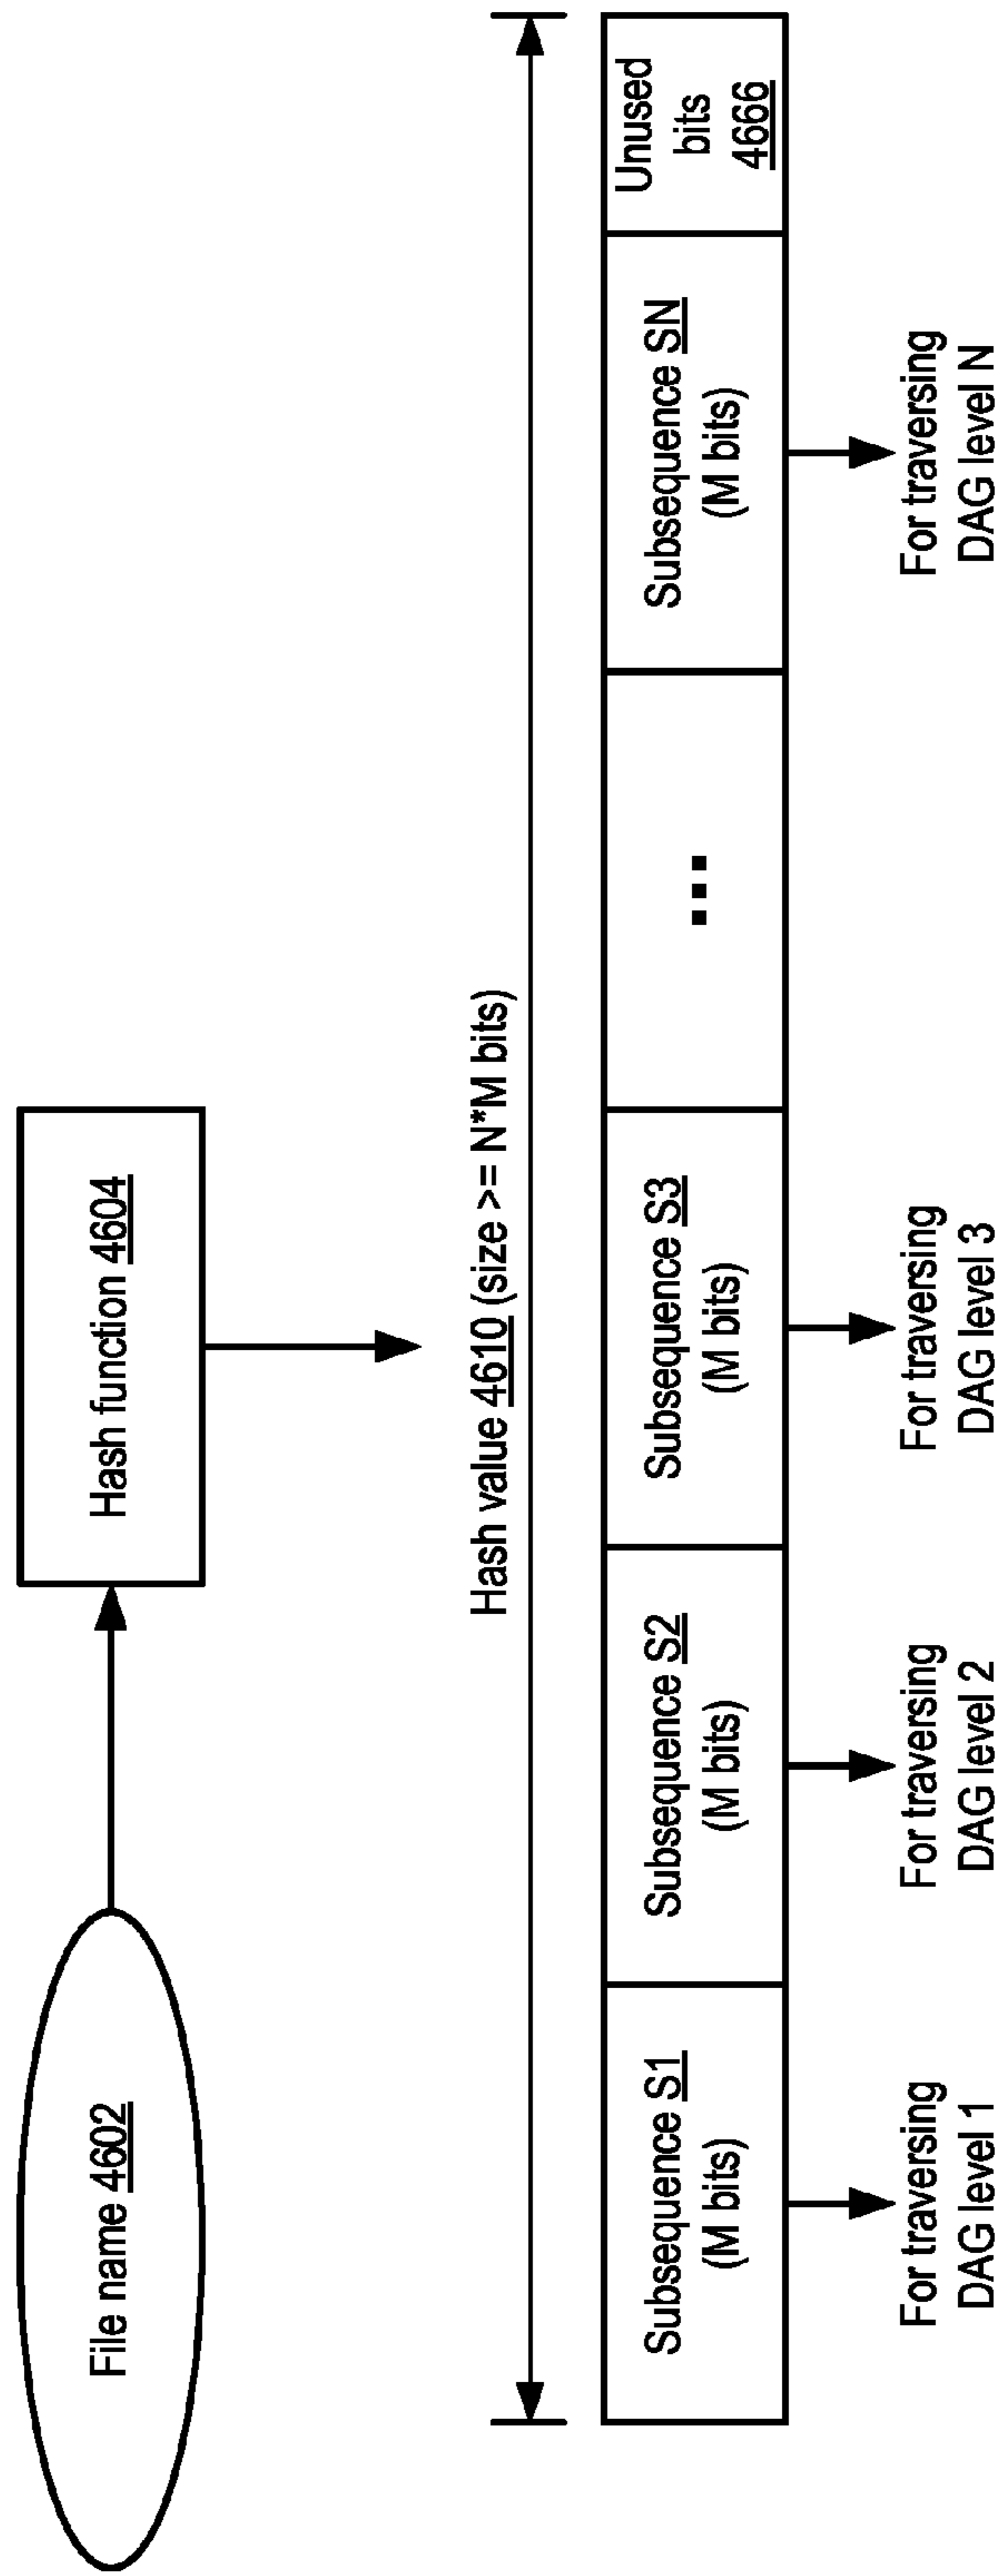 File name 4602
Hash function 4604
Hash value 4610 (size >= N*M bits)
Subsequence S1
(M bits)
Subsequence S2
(M bits)
Subsequence S3
(M bits)
...
Subsequence SN
(M bits)
Unused
bits
4666
For traversing
DAG level 1
For traversing
DAG level 2
For traversing
DAG level 3
For traversing
DAG level N